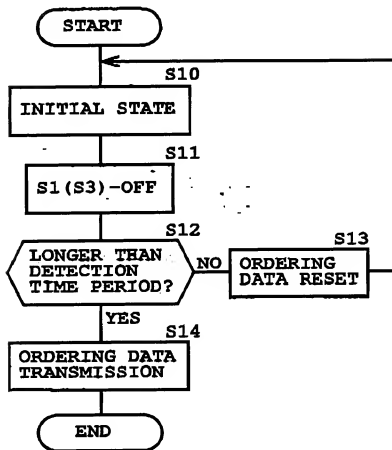 START
S10
INITIAL STATE
S11
S1(S3)-OFF
S12
LONGER THAN
DETECTION
TIME PERIOD?
NO
S13
ORDERING
DATA RESET
YES
S14
ORDERING DATA
TRANSMISSION
END